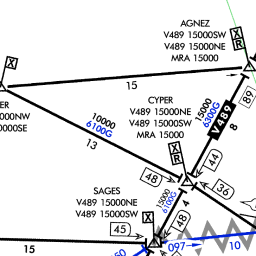 AGNEZ
V489 15000SW
V489 15000NE
MRA 15000
X
R
X
15
89
10000
6100G
CYPER
V489 15000NE
V489 15000SW
MRA 15000
15000
6300G
V489
8
ER
000NW
000SE
13
X
R
44
48
36
SAGES
V489 15000NE
V489 15000SW
15000
6100G
X
45
4
48
15
50
097
10